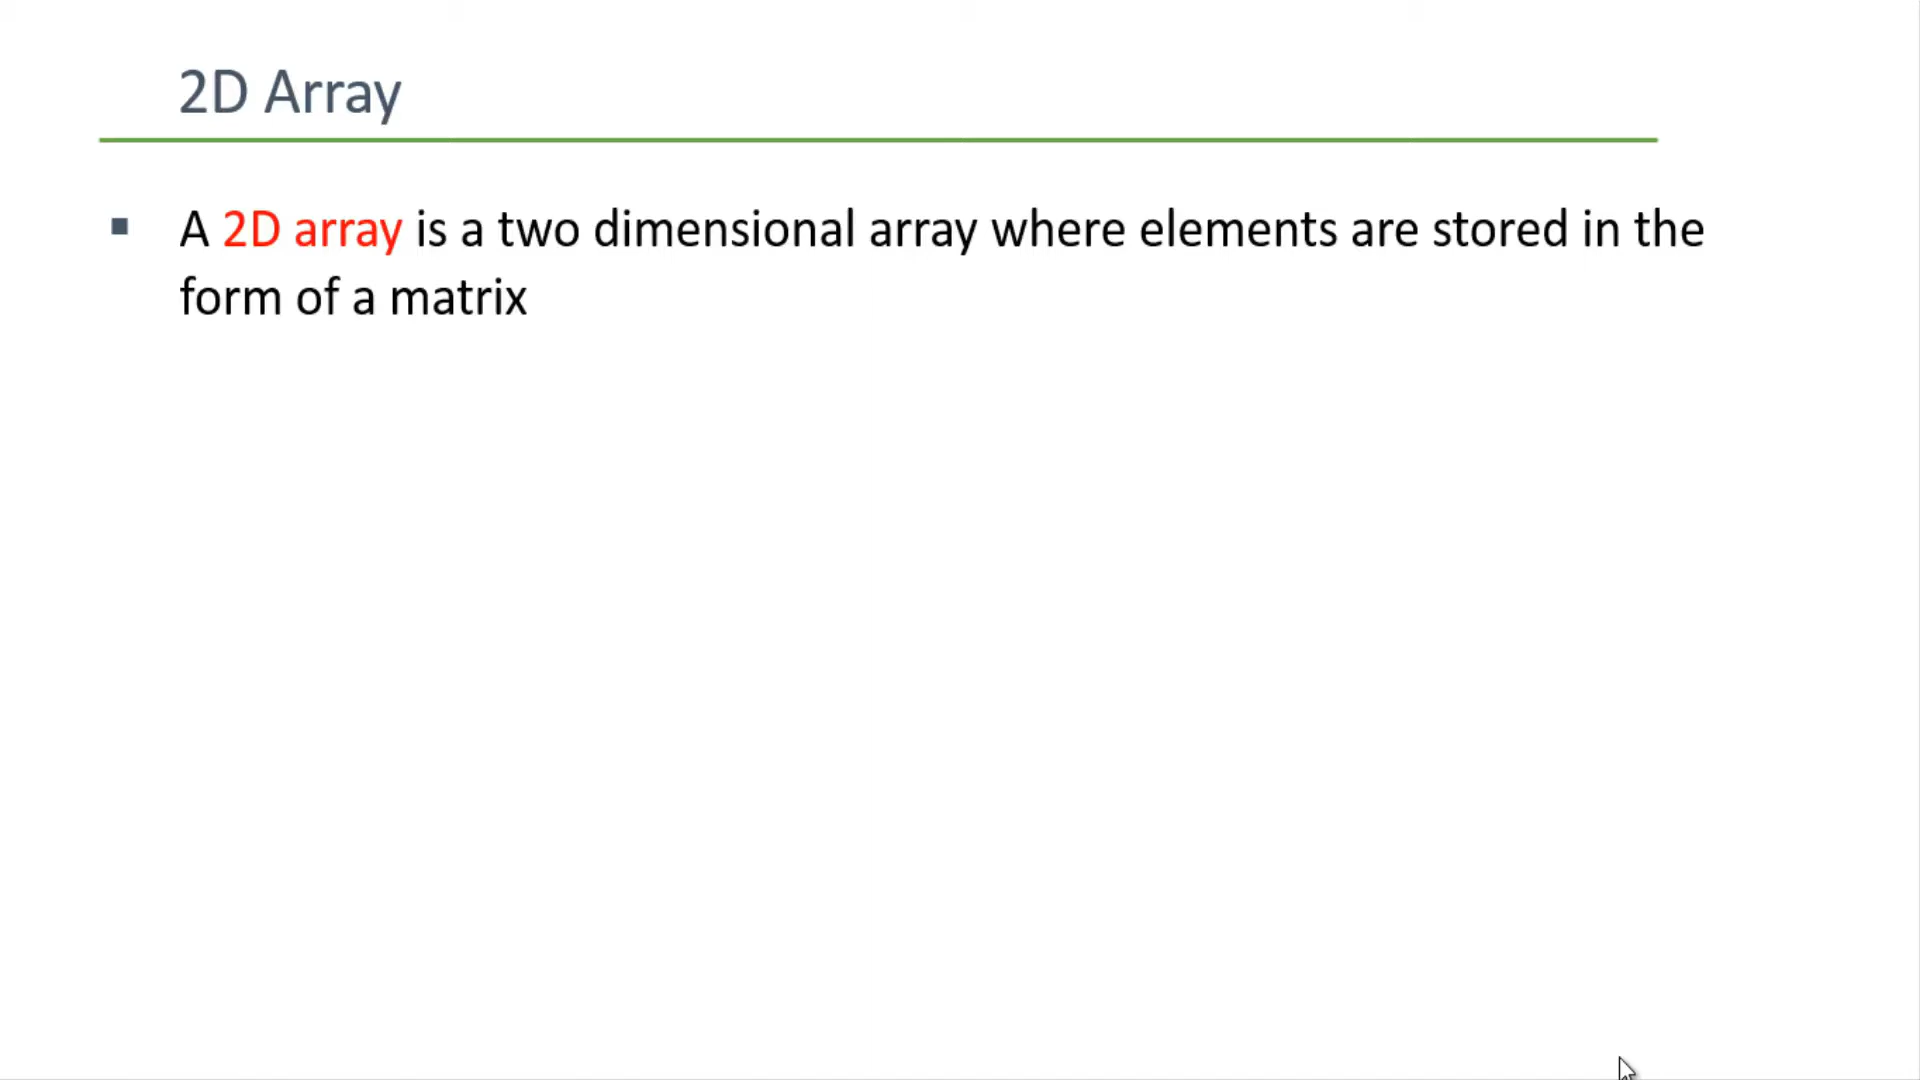 2D Array
A 2D array is a two dimensional array where elements are stored in the
form of a matrix